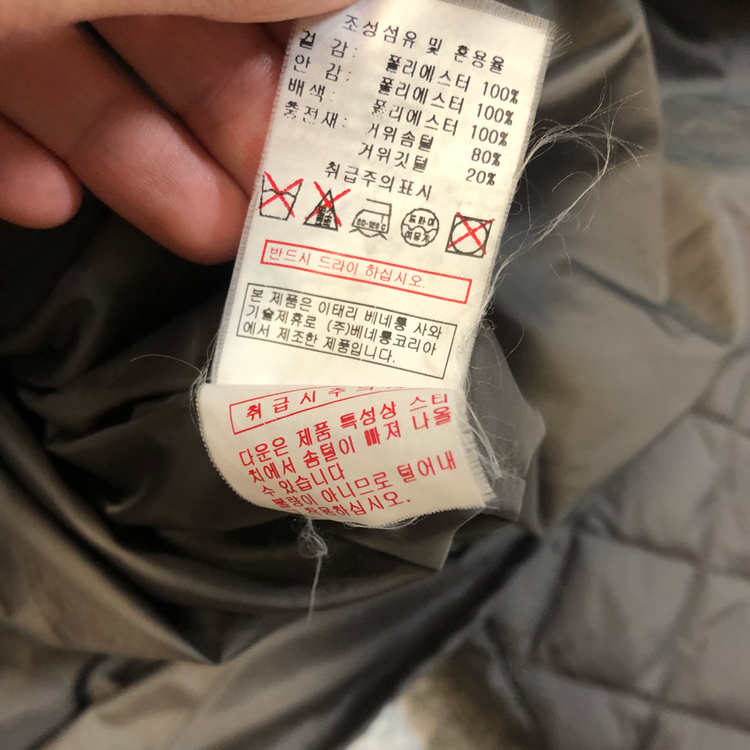 조성섬유 및 혼용율
겉 감: 폴리에스터 100%
안 감: 폴리에스터 100%
배색: 폴리에스터 100%
충전재: 거위솜털 80%
거위깃털 20%
취급주의표시
드라이
반드시 드라이 하십시오.
본 제품은 이태리 베네통 사와
기술제휴로 (주)베네통코리아
에서 제조한 제품입니다.
취급시주의
다운은 제품 특성상 스티
치에서 솜털이 빠져 나올
수 있습니다
불량이 아니므로 털어내
착용하십시오.